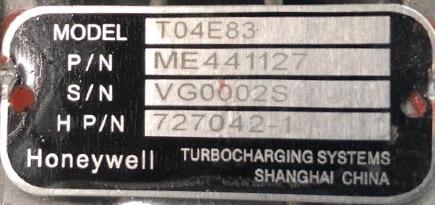 MODEL T04E83
P/N ME441127
S/N VG0002S
H P/N 727042-1
Honeywell TURBOCHARGING SYSTEMS
SHANGHAI CHINA